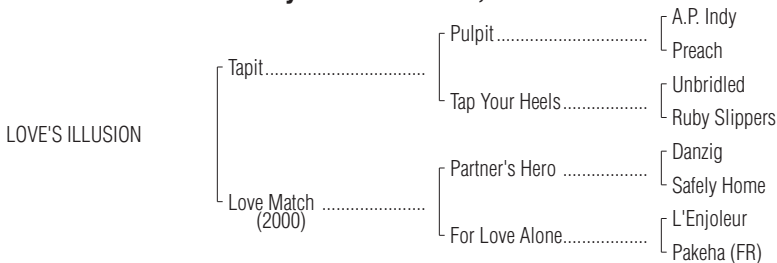 A.P. Indy
Pulpit
Preach
Tapit
Unbridled
Tap Your Heels
Ruby Slippers
LOVE'S ILLUSION
Danzig
Partner's Hero
Safely Home
Love Match
(2000)
L'Enjoleur
For Love Alone
Pakeha (FR)